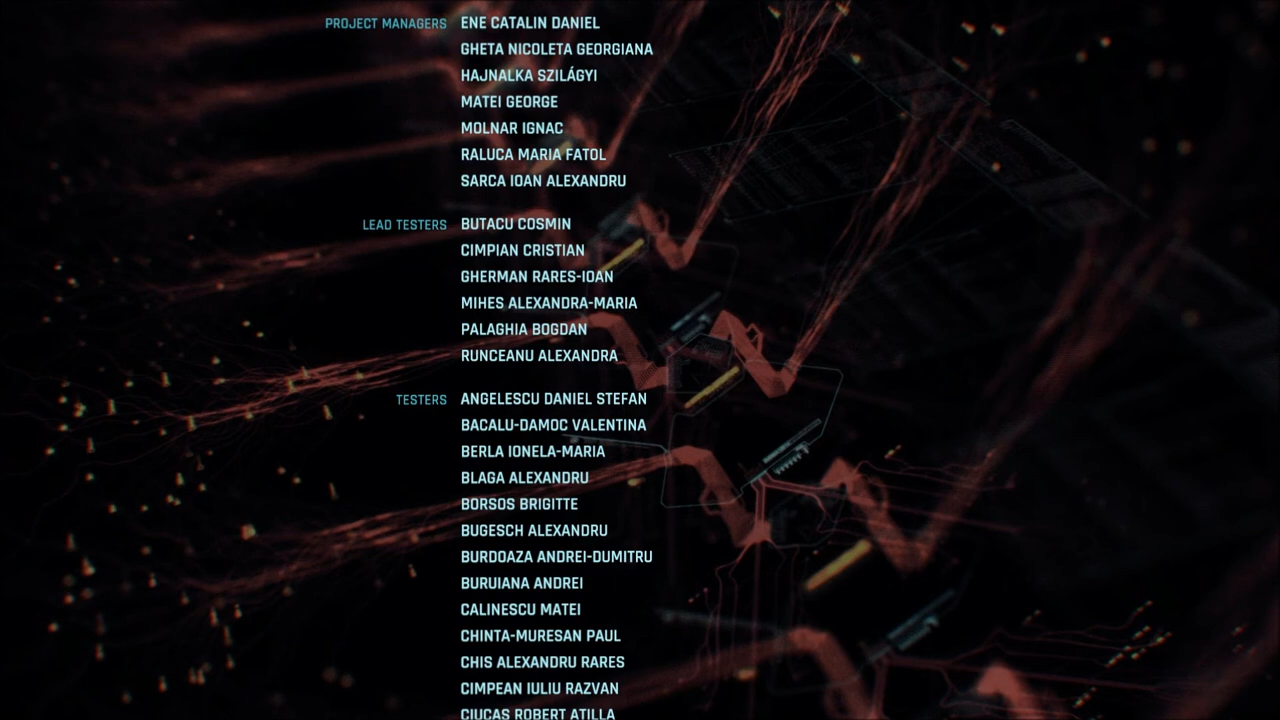 PROJECT MANAGERS ENE CATALIN DANIEL
GHETA NICOLETA GEORGIANA
HAJNALKA SZILÁGYI
MATEI GEORGE
MOLNAR IGNAC
RALUCA MARIA FATOL
SARCA IOAN ALEXANDRU
LEAD TESTERS BUTACU COSMIN
CIMPIAN CRISTIAN
GHERMAN RARES-IOAN
MIHES ALEXANDRA-MARIA
PALAGHIA BOGDAN
RUNCEANU ALEXANDRA
TESTERS ANGELESCU DANIEL STEFAN
BACALU-DAMOC VALENTINA
BERLA IONELA-MARIA
BLAGA ALEXANDRU
BORSOS BRIGITTE
BUGESCH ALEXANDRU
BURDOAZA ANDREI-DUMITRU
BURUIANA ANDREI
CALINESCU MATEI
CHINTA-MURESAN PAUL
CHIS ALEXANDRU RARES
CIMPEAN IULIU RAZVAN
CIUCAS ROBERT ATILLA